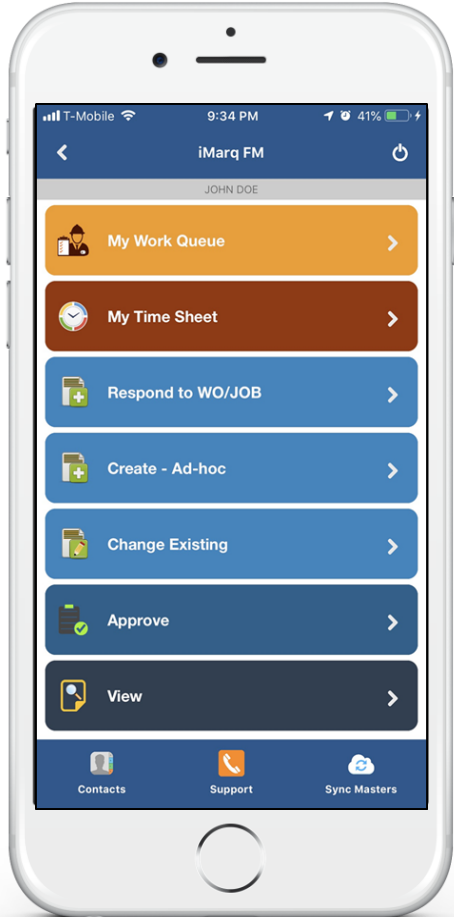 T-Mobile 9:34 PM 41%
iMarq FM
JOHN DOE
My Work Queue
My Time Sheet
Respond to WO/JOB
Create - Ad-hoc
Change Existing
Approve
View
Contacts Support Sync Masters